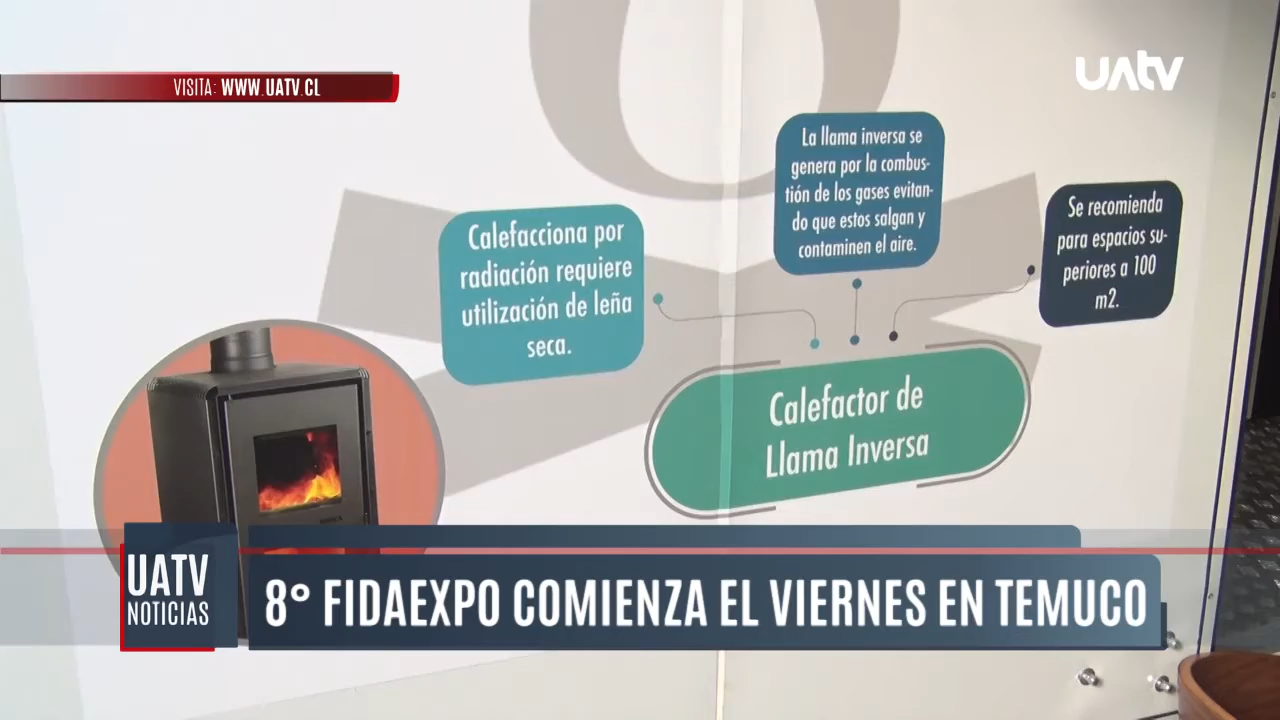 VISITA: WWW.UATV.CL
uatv
La llama inversa se
genera por la combus-
tión de los gases evitan-
do que estos salgan y
contaminen el aire.
Se recomienda
para espacios su-
periores a 100
m2.
Calefacciona por
radiación requiere
utilización de leña
seca.
Calefactor de
Llama Inversa
UATV
NOTICIAS
8° FIDAEXPO COMIENZA EL VIERNES EN TEMUCO